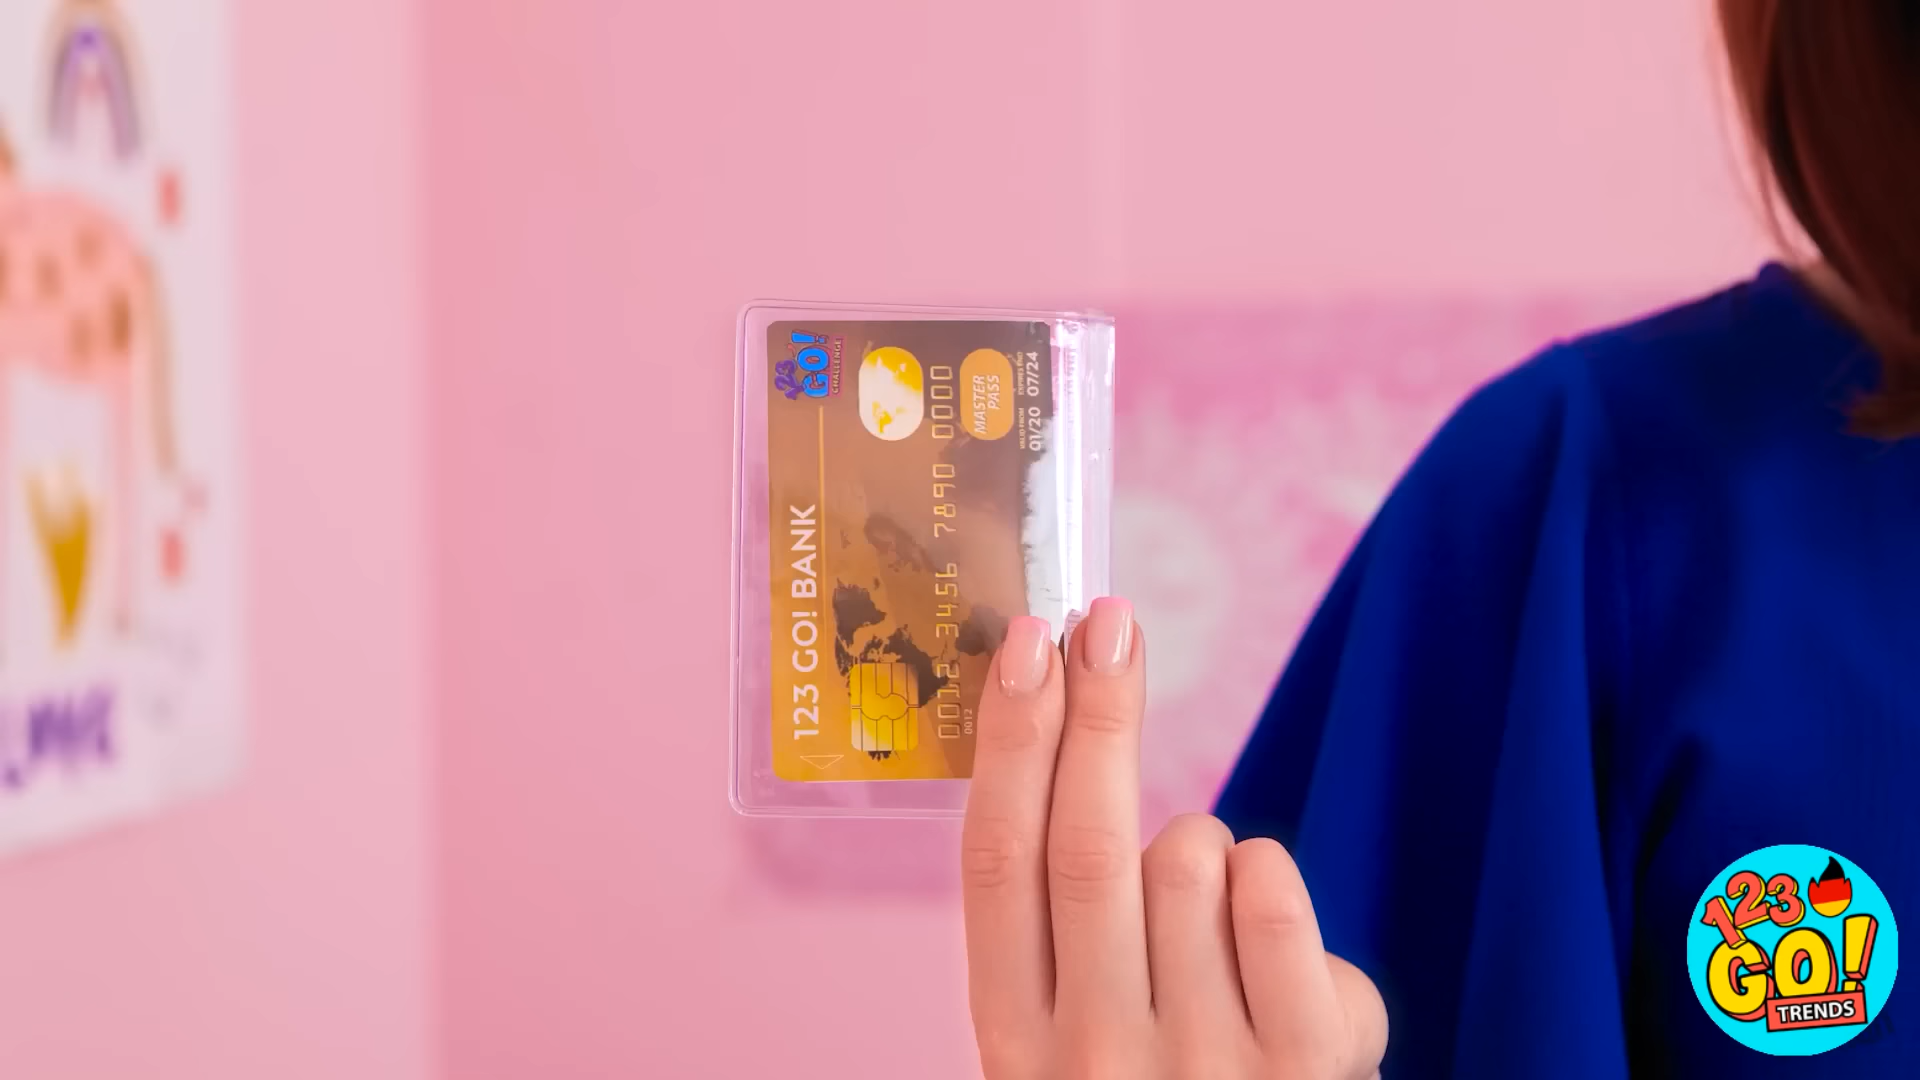 123 GO! BANK
123
GO!
CHALLENGE
0012 3456 7890 0000
0012
MASTER
PASS
VALID FROM
01/20
EXPIRES END
07/24
123
GO!
TRENDS